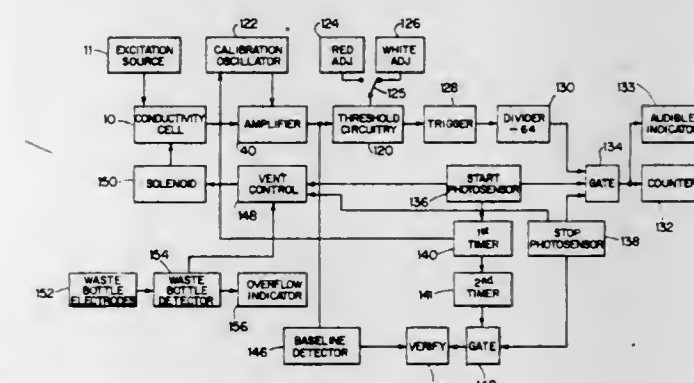 122
124
126
11
EXCITATION
SOURCE
CALIBRATION
OSCILLATOR
RED
ADJ
WHITE
ADJ
125
128
130
133
10
CONDUCTIVITY
CELL
AMPLIFIER
THRESHOLD
CIRCUITRY
TRIGGER
DIVIDER
-64
AUDIBLE
INDICATOR
40
120
134
150
SOLENOID
VENT
CONTROL
START
PHOTOSENSOR
GATE
COUNTER
148
136
132
1ST
TIMER
STOP
PHOTOSENSOR
138
140
154
152
WASTE
BOTTLE
ELECTRODES
WASTE
BOTTLE
DETECTOR
OVERFLOW
INDICATOR
141
2ND
TIMER
156
146
BASELINE
DETECTOR
VERIFY
GATE